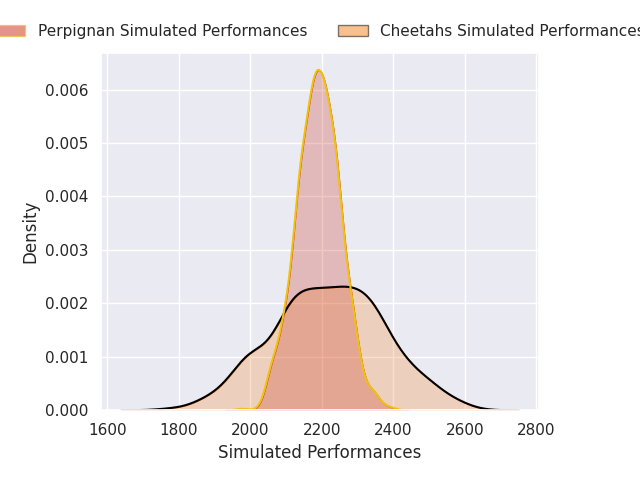 Perpignan Simulated Performances Cheetahs Simulated Performances
0.006
0.005
0.004
0.003
0.002
0.001
0.000
Density
1600 1800 2000 2200 2400 2600 2800
Simulated Performances